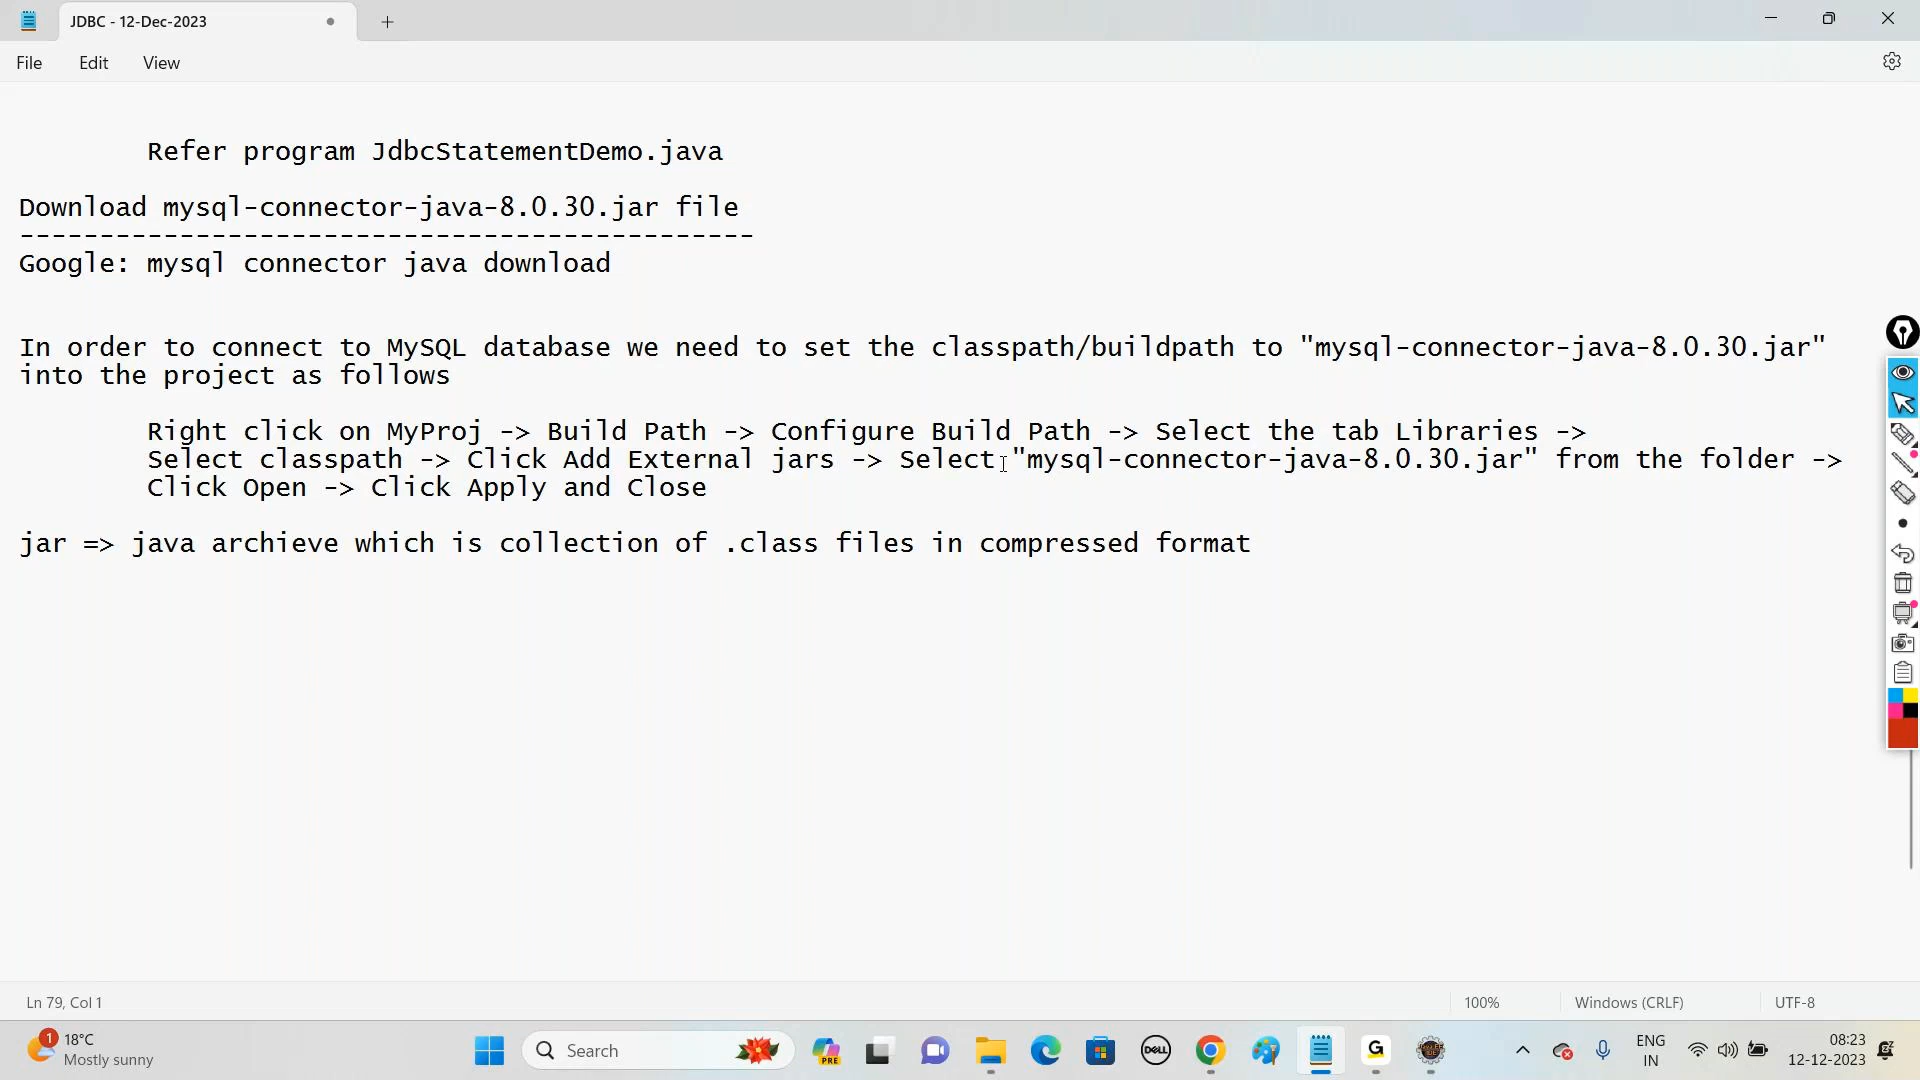 JDBC - 12-Dec-2023
File Edit View
Refer program JdbcStatementDemo.java
Download mysql-connector-java-8.0.30.jar file
----------------------------------------------
Google: mysql connector java download
In order to connect to MySQL database we need to set the classpath/buildpath to "mysql-connector-java-8.0.30.jar"
into the project as follows
Right click on MyProj -> Build Path -> Configure Build Path -> Select the tab Libraries ->
Select classpath -> Click Add External jars -> Select "mysql-connector-java-8.0.30.jar" from the folder ->
Click Open -> Click Apply and Close
jar => java archieve which is collection of .class files in compressed format
Ln 79, Col 1 100% Windows (CRLF) UTF-8
1 18°C
Mostly sunny
Search
PRE
DELL
G
ENG
IN
08:23
12-12-2023